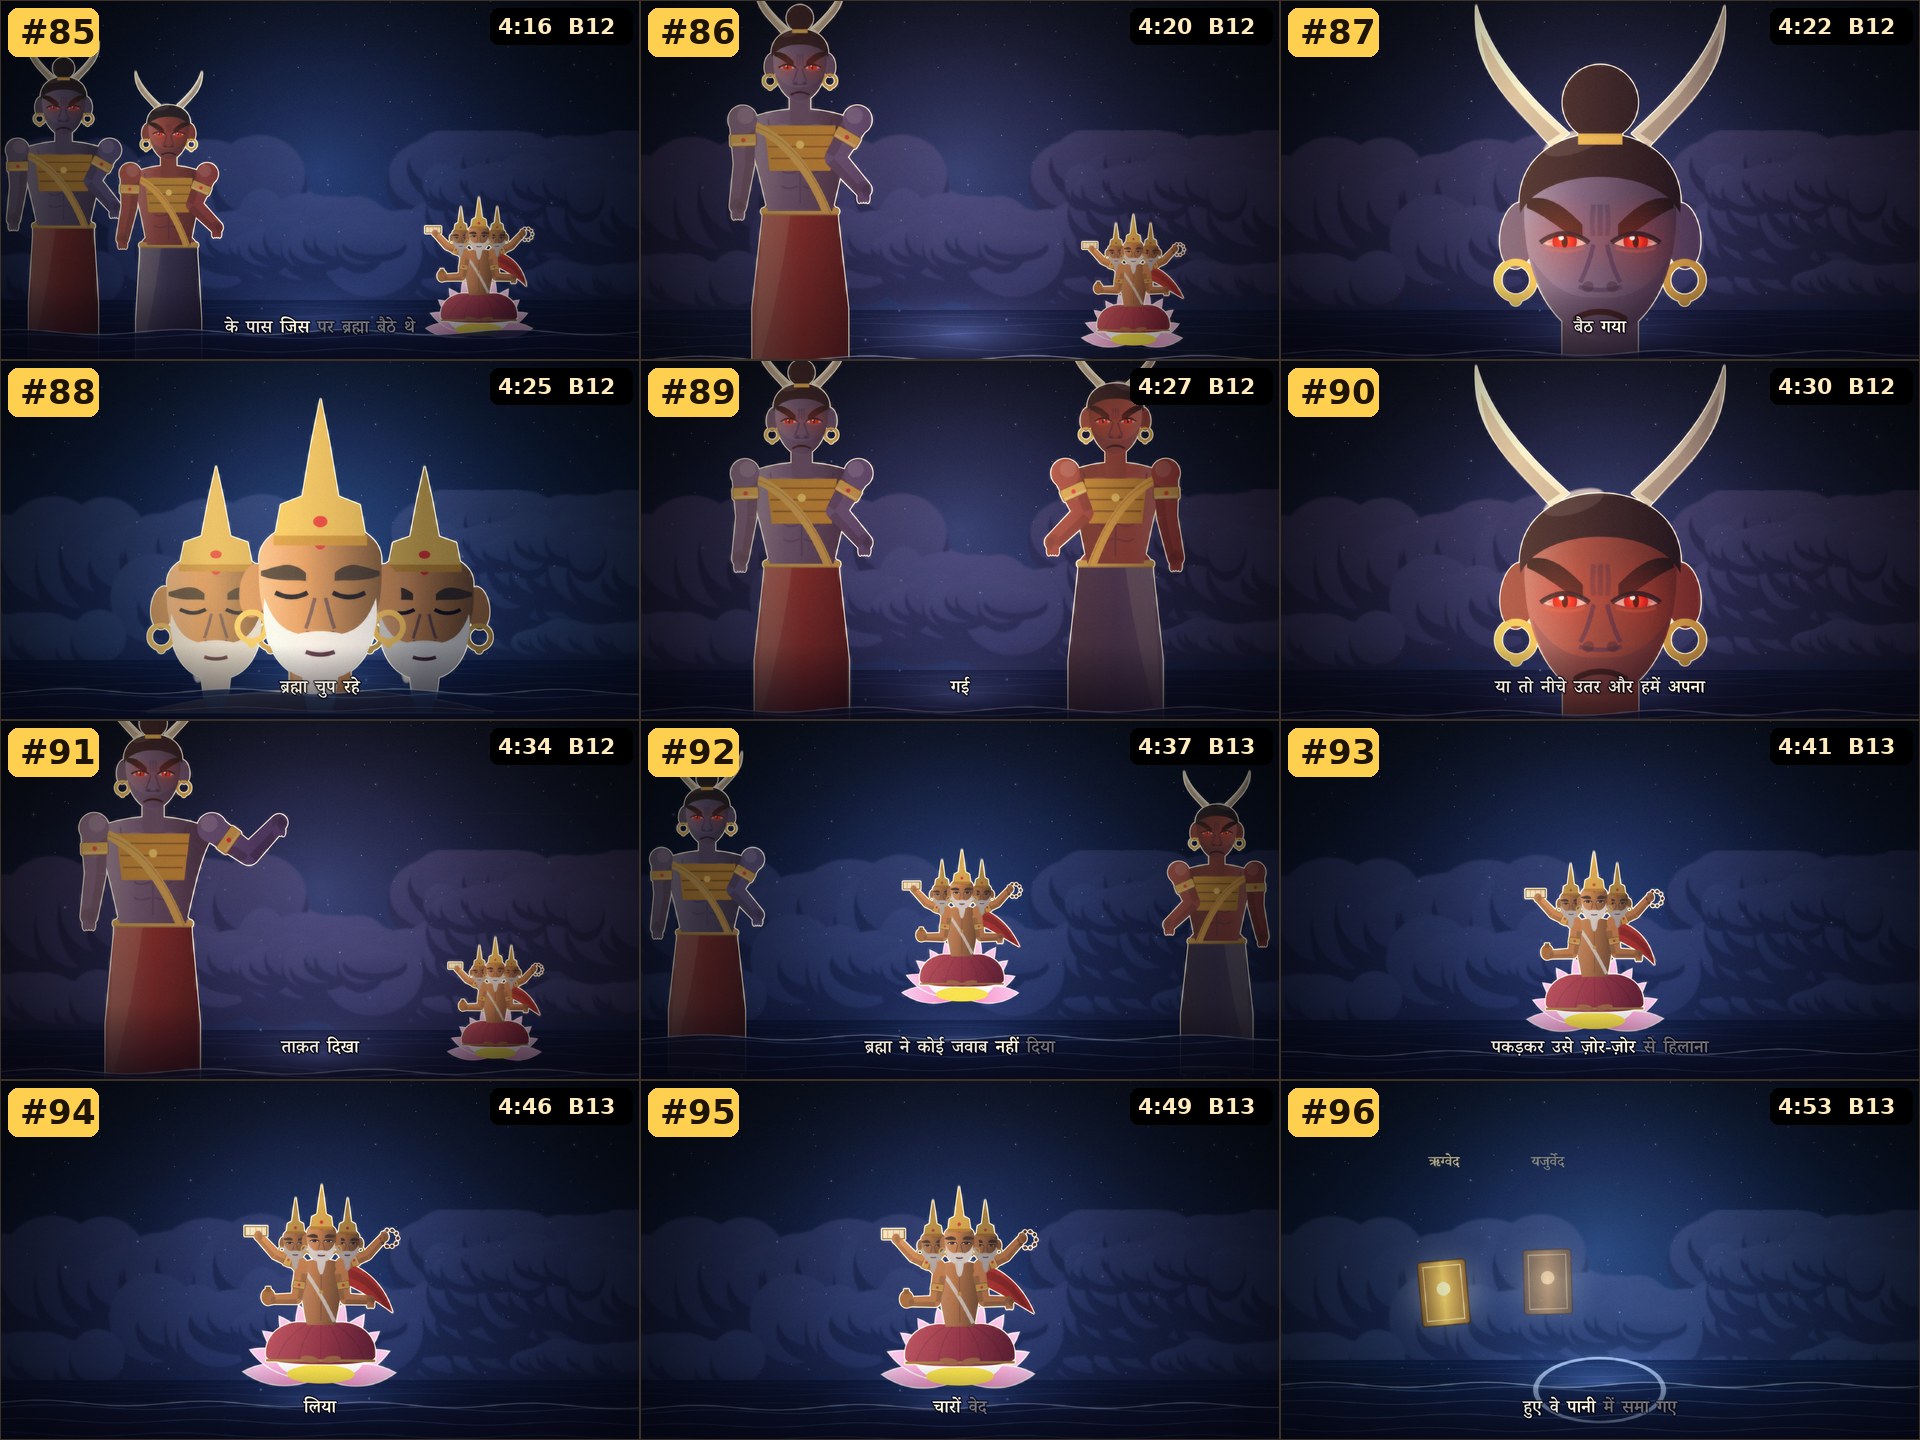 #85
4:16 B12
के पास जिस पर ब्रह्मा बैठे थे
#86
4:20 B12
#87
4:22 B12
बैठ गया
#88
4:25 B12
ब्रह्मा चुप रहे
#89
4:27 B12
गई
#90
4:30 B12
या तो नीचे उतर और हमें अपना
#91
4:34 B12
ताक़त दिखा
#92
4:37 B13
ब्रह्मा ने कोई जवाब नहीं दिया
#93
4:41 B13
पकड़कर उसे ज़ोर-ज़ोर से हिलाना
#94
4:46 B13
लिया
#95
4:49 B13
चारों वेद
#96
4:53 B13
ऋग्वेद
यजुर्वेद
हुए वे पानी में समा गए